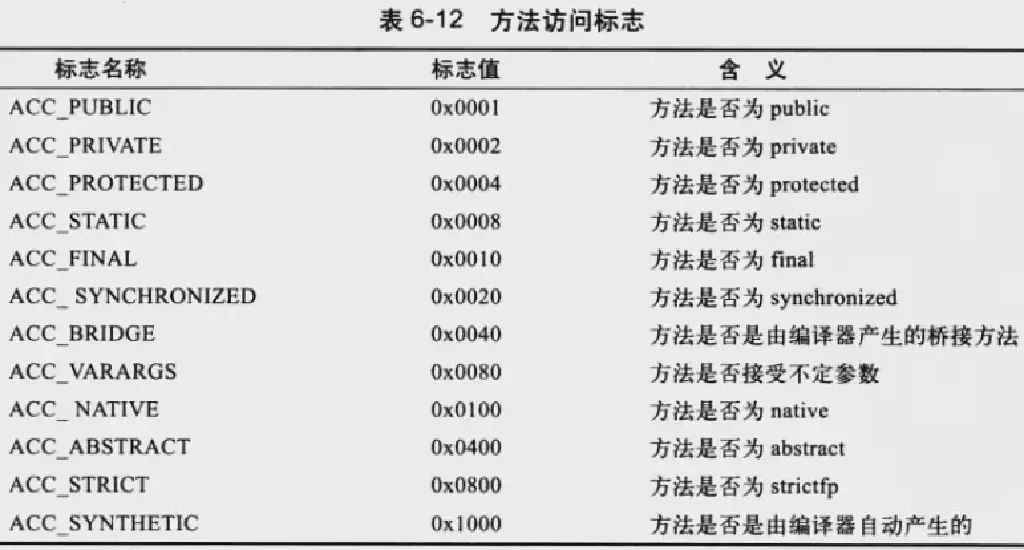 表 6-12 方法访问标志
标志名称 标志值 含 义
ACC_PUBLIC 0x0001 方法是否为 public
ACC_PRIVATE 0x0002 方法是否为 private
ACC_PROTECTED 0x0004 方法是否为 protected
ACC_STATIC 0x0008 方法是否为 static
ACC_FINAL 0x0010 方法是否为 final
ACC_ SYNCHRONIZED 0x0020 方法是否为 synchronized
ACC_BRIDGE 0x0040 方法是否是由编译器产生的桥接方法
ACC_VARARGS 0x0080 方法是否接受不定参数
ACC_ NATIVE 0x0100 方法是否为 native
ACC_ABSTRACT 0x0400 方法是否为 abstract
ACC_STRICT 0x0800 方法是否为 strictfp
ACC_SYNTHETIC 0x1000 方法是否是由编译器自动产生的